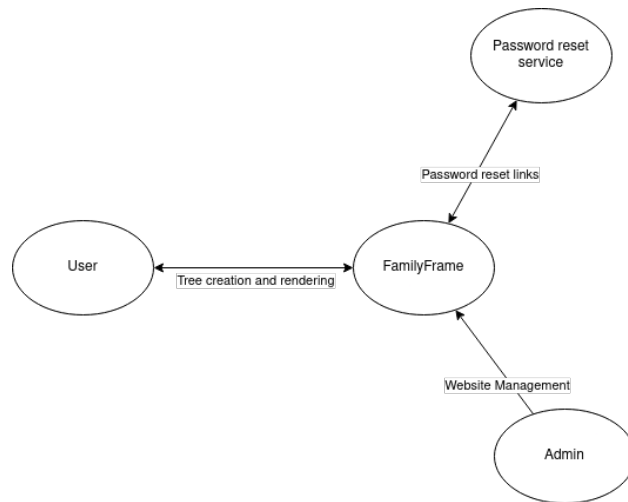 Password reset
service
Password reset links
User
FamilyFrame
Tree creation and rendering
Website Management
Admin